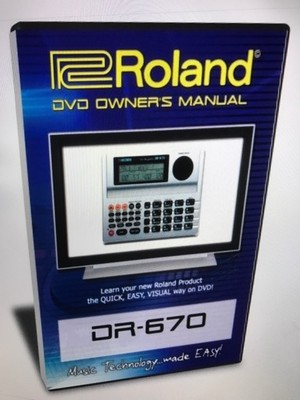 Roland©
DVD OWNER'S MANUAL
Learn your new Roland Product
the QUICK, EASY, VISUAL way on DVD!
DR-670
Music Technology...made EASY!